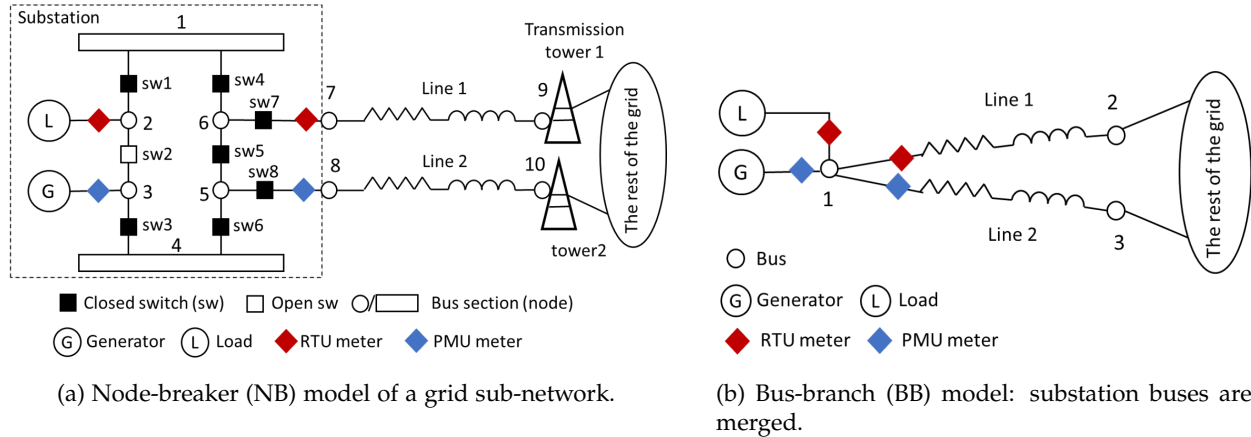 Substation
1
Transmission
tower 1
sw1
sw4
sw7
7
Line 1
9
L
2
6
sw2
sw5
sw8
8
Line 2
10
G
3
5
sw3
sw6
4
tower2
The rest of the grid
Closed switch (sw)
Open sw
/
Bus section (node)
G Generator
L Load
RTU meter
PMU meter
(a) Node-breaker (NB) model of a grid sub-network.
L
G
1
Line 1
2
Line 2
3
The rest of the grid
Bus
G Generator
L Load
RTU meter
PMU meter
(b) Bus-branch (BB) model: substation buses are
merged.